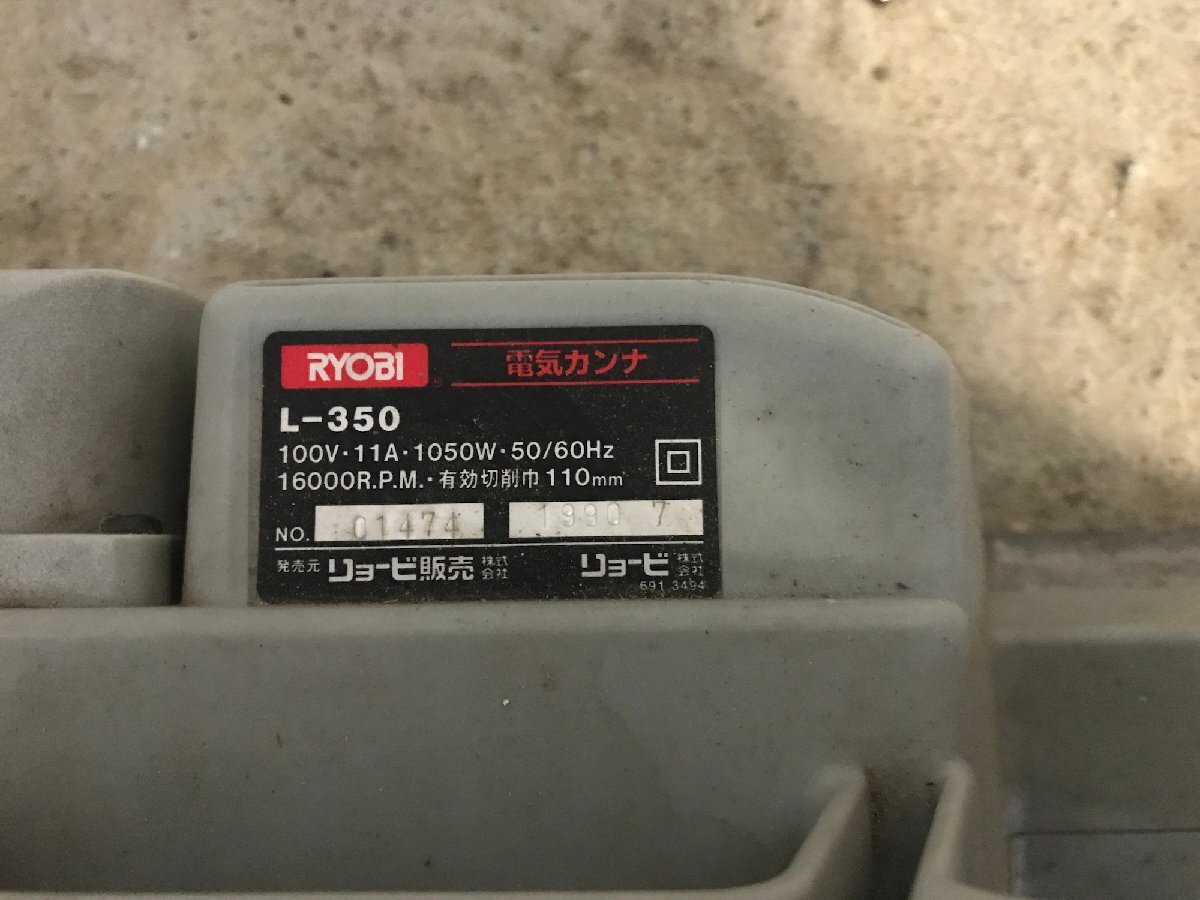 RYOBI® 電気カンナ
L-350
100V・11A・1050W・50/60Hz
16000R.P.M.・有効切削巾110mm
NO. 01474 1990 7
発売元 リョービ販売株式会社 リョービ株式会社
691 3494